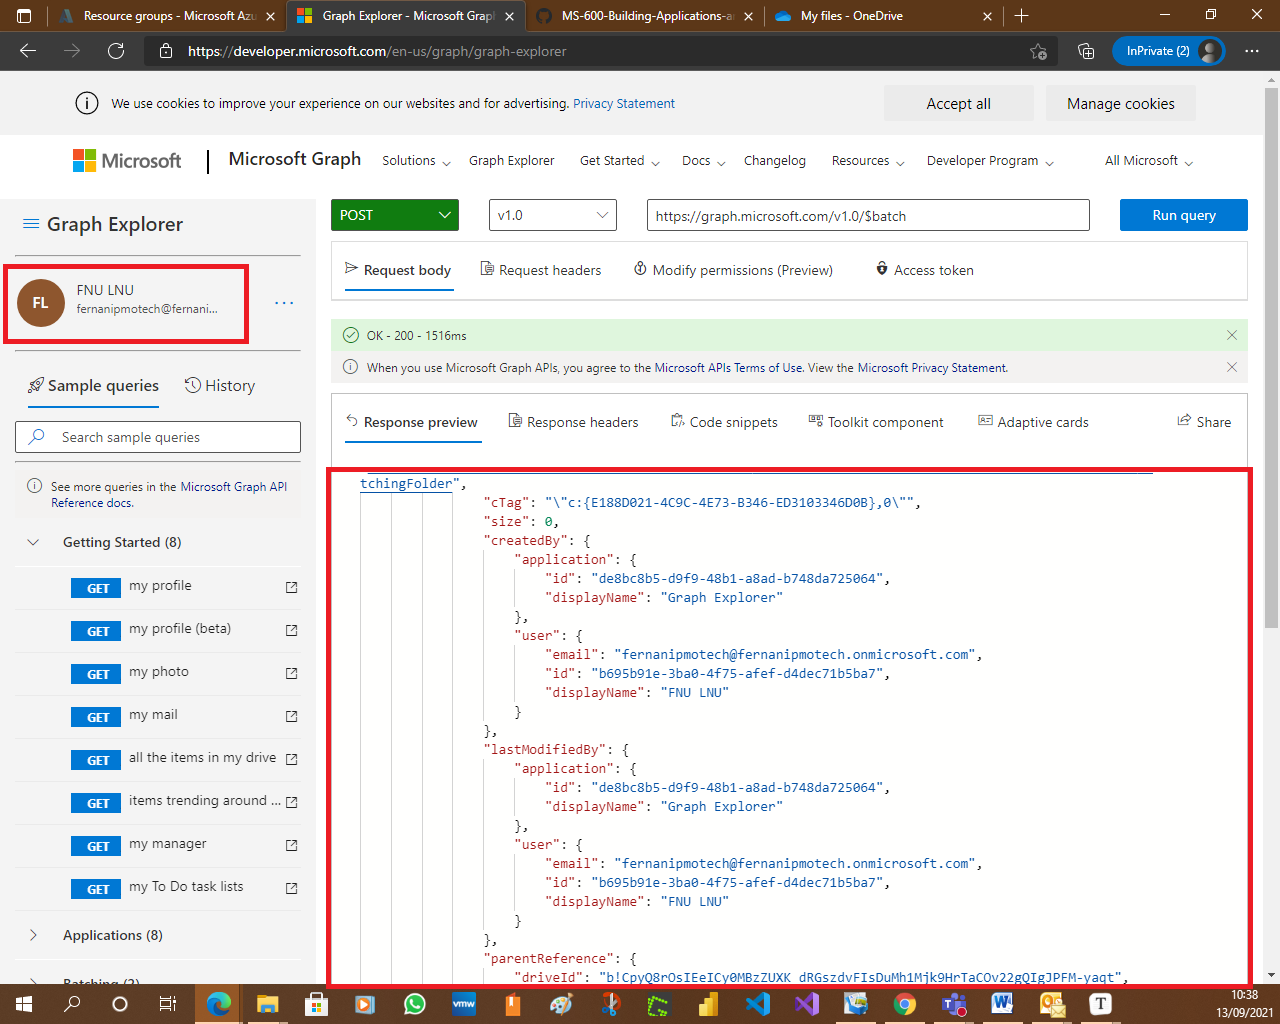 Resource groups - Microsoft Azu
Graph Explorer - Microsoft Graph
MS-600-Building-Applications-a
My files - OneDrive
https://developer.microsoft.com/en-us/graph/graph-explorer
InPrivate (2)
We use cookies to improve your experience on our websites and for advertising. Privacy Statement
Accept all
Manage cookies
Microsoft
Microsoft Graph
Solutions
Graph Explorer
Get Started
Docs
Changelog
Resources
Developer Program
All Microsoft
Graph Explorer
POST
v1.0
https://graph.microsoft.com/v1.0/$batch
Run query
FL
FNU LNU
fernanipmotech@fernani...
Request body
Request headers
Modify permissions (Preview)
Access token
OK - 200 - 1516ms
When you use Microsoft Graph APIs, you agree to the Microsoft APIs Terms of Use. View the Microsoft Privacy Statement.
Sample queries
History
Search sample queries
See more queries in the Microsoft Graph API
Reference docs.
Getting Started (8)
GET my profile
GET my profile (beta)
GET my photo
GET my mail
GET all the items in my drive
GET items trending around ...
GET my manager
GET my To Do task lists
Applications (8)
Batching (2)
Response preview
Response headers
Code snippets
Toolkit component
Adaptive cards
Share
tchingFolder",
"cTag": "\"c:{E188D021-4C9C-4E73-B346-ED3103346D0B},0\"",
"size": 0,
"createdBy": {
"application": {
"id": "de8bc8b5-d9f9-48b1-a8ad-b748da725064",
"displayName": "Graph Explorer"
},
"user": {
"email": "fernanipmotech@fernanipmotech.onmicrosoft.com",
"id": "b695b91e-3ba0-4f75-afef-d4dec71b5ba7",
"displayName": "FNU LNU"
}
},
"lastModifiedBy": {
"application": {
"id": "de8bc8b5-d9f9-48b1-a8ad-b748da725064",
"displayName": "Graph Explorer"
},
"user": {
"email": "fernanipmotech@fernanipmotech.onmicrosoft.com",
"id": "b695b91e-3ba0-4f75-afef-d4dec71b5ba7",
"displayName": "FNU LNU"
}
},
"parentReference": {
"driveId": "b!CpyQ8rOsIEeICy0MBzZUXK_dRGszdvFIsDuMh1Mjk9HrTaCOv22gQIgJPFM-yaqt",
vmw
10:38
13/09/2021